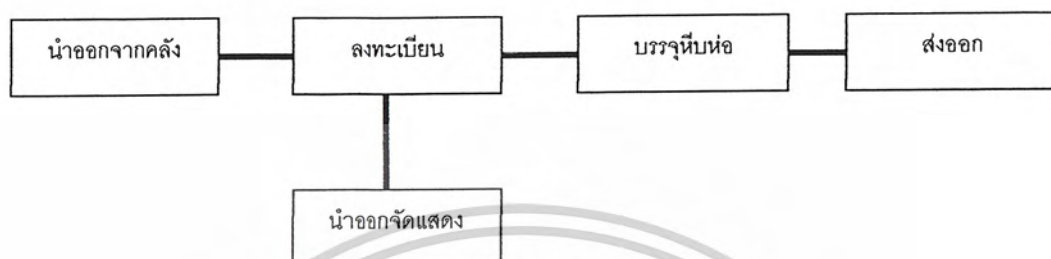 นำออกจากคลัง
ลงทะเบียน
บรรจุหีบห่อ
ส่งออก
นำออกจัดแสดง